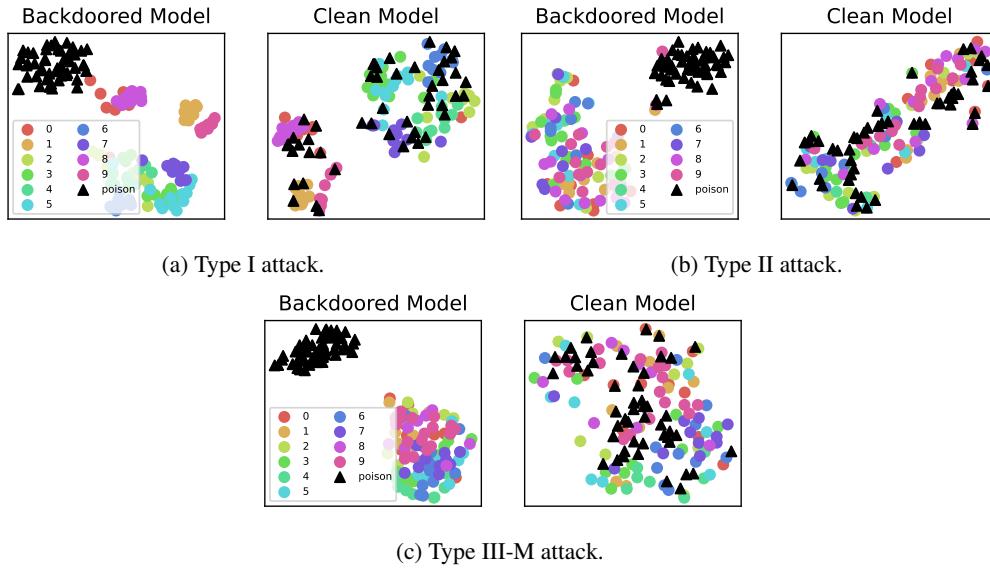 Backdoored Model
Clean Model
Backdoored Model
Clean Model
0 6
1 7
2 8
3 9
4 poison
5
0 6
1 7
2 8
3 9
4 poison
5
(a) Type I attack.
(b) Type II attack.
Backdoored Model
Clean Model
0 6
1 7
2 8
3 9
4 poison
5
(c) Type III-M attack.